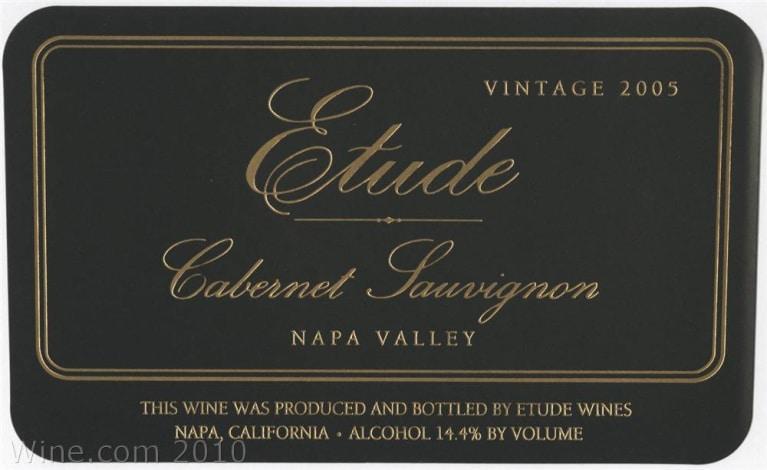 VINTAGE 2005
Etude
Cabernet Sauvignon
NAPA VALLEY
THIS WINE WAS PRODUCED AND BOTTLED BY ETUDE WINES
NAPA, CALIFORNIA • ALCOHOL 14.4% BY VOLUME
Wine.com 2010